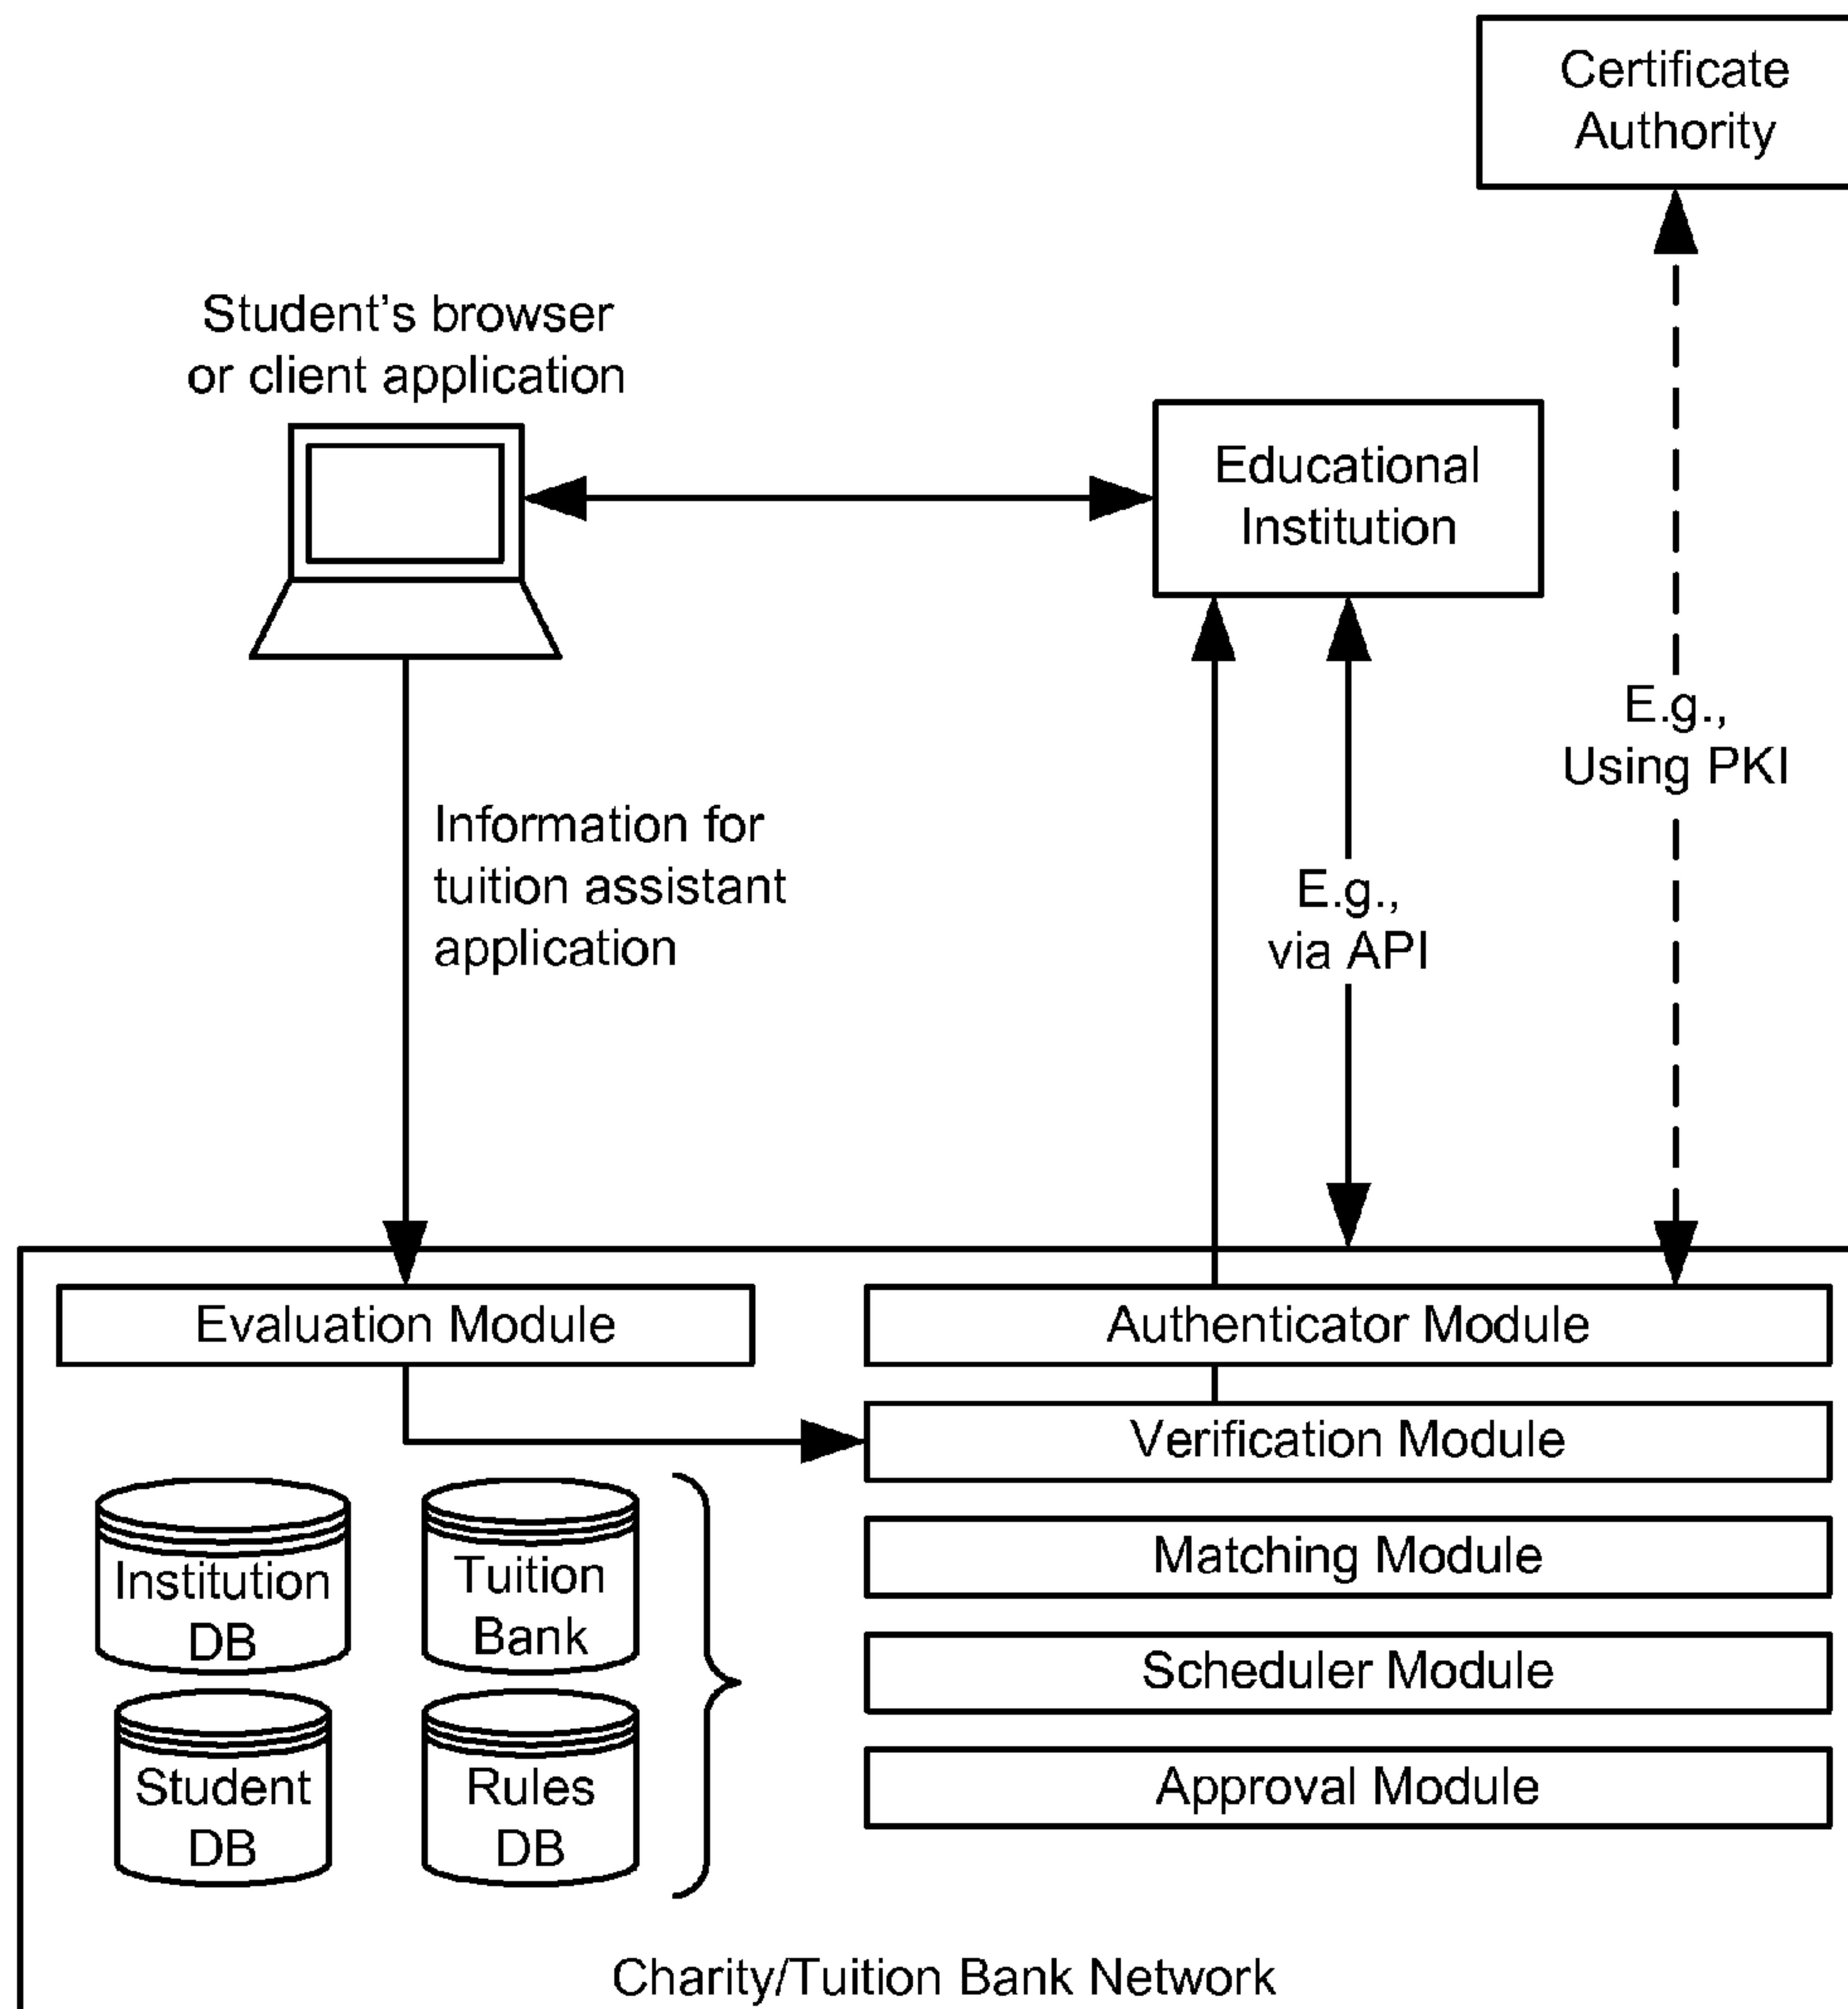 Certificate
Authority
Student's browser
or client application
Educational
Institution
E.g.,
Using PKI
Information for
tuition assistant
application
E.g.,
via API
Evaluation Module
Authenticator Module
Verification Module
Institution
DB
Tuition
Bank
Matching Module
Scheduler Module
Student
DB
Rules
DB
Approval Module
Charity/Tuition Bank Network